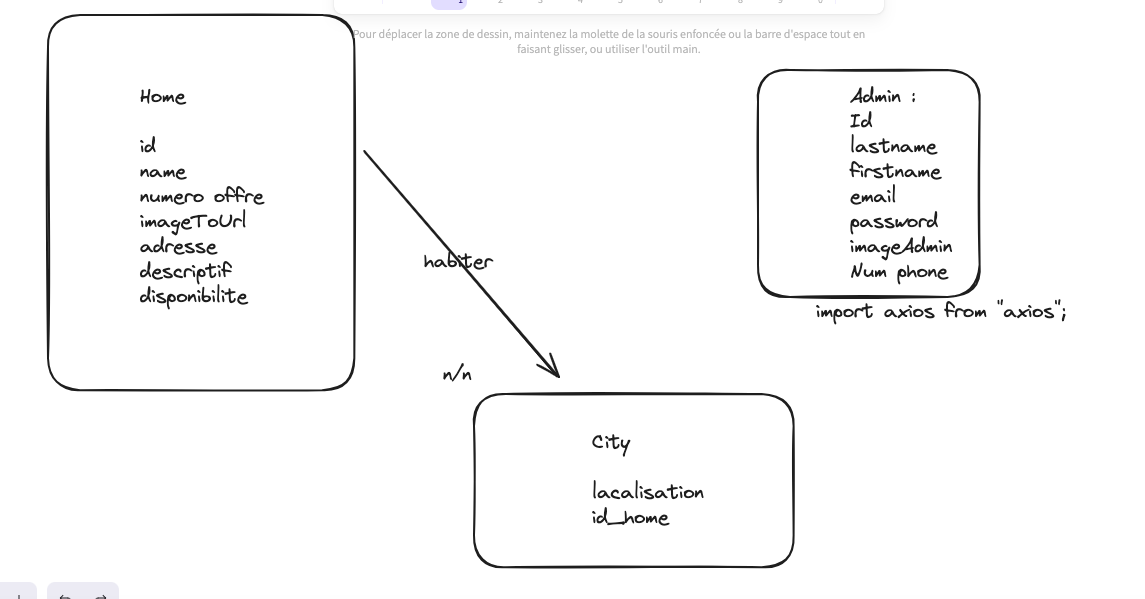 Pour déplacer la zone de dessin, maintenez la molette de la souris enfoncée ou la barre d'espace tout en
faisant glisser, ou utiliser l'outil main.
Home
id
name
numero offre
imageToUrl
adresse
descriptif
disponibilite
Admin :
Id
lastname
firstname
email
password
imageAdmin
Num phone
import axios from "axios";
habiter
n/n
City
lacalisation
id_home